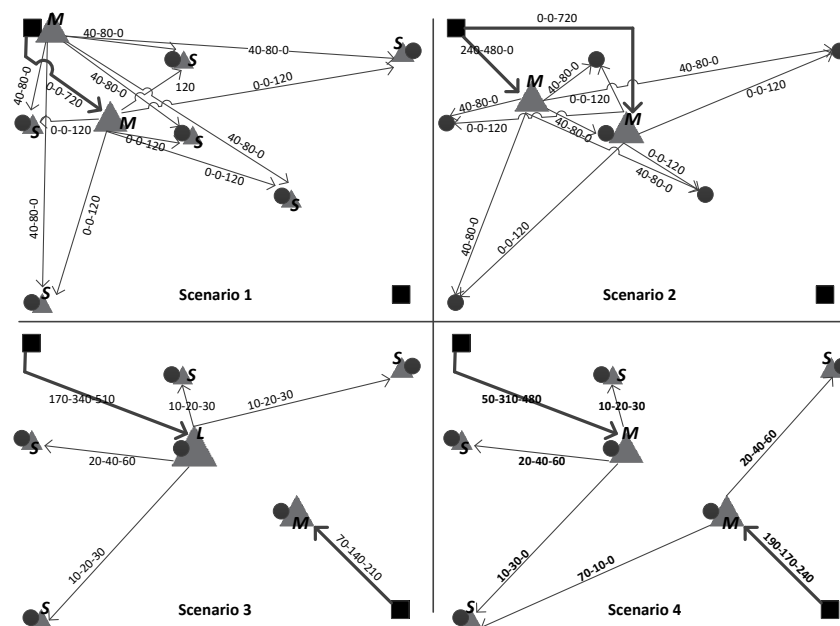 M
40-80-0
S
40-80-0
S
40-80-0
40-80-0
0-0-720
120
0-0-120
S
0-0-120
M
0-0-120
S
40-80-0
0-0-120
S
40-80-0
0-0-120
S
Scenario 1
0-0-720
240-480-0
M
40-80-0
40-80-0
40-80-0
0-0-120
0-0-120
M
0-0-120
40-80-0
0-0-120
40-80-0
40-80-0
0-0-120
Scenario 2
S
S
170-340-510
10-20-30
10-20-30
L
S
20-40-60
M
70-140-210
10-20-30
S
Scenario 3
S
S
50-310-480
10-20-30
M
20-40-60
S
20-40-60
M
190-170-240
10-30-0
70-10-0
S
Scenario 4